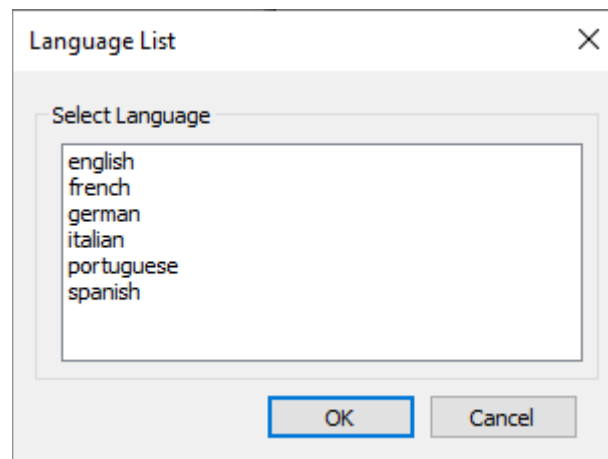 Language List
Select Language
english
french
german
italian
portuguese
spanish
OK Cancel